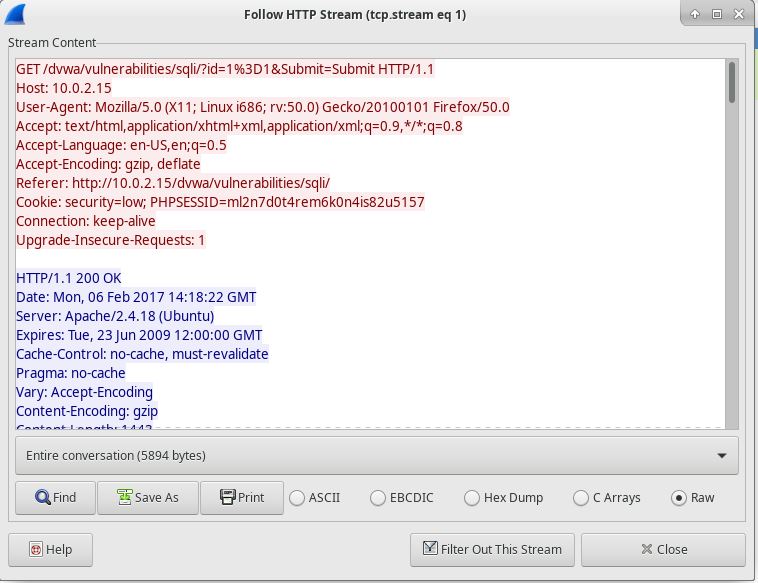 Follow HTTP Stream (tcp.stream eq 1)
Stream Content
GET /dvwa/vulnerabilities/sqli/?id=1%3D1&Submit=Submit HTTP/1.1
Host: 10.0.2.15
User-Agent: Mozilla/5.0 (X11; Linux i686; rv:50.0) Gecko/20100101 Firefox/50.0
Accept: text/html,application/xhtml+xml,application/xml;q=0.9,*/*;q=0.8
Accept-Language: en-US,en;q=0.5
Accept-Encoding: gzip, deflate
Referer: http://10.0.2.15/dvwa/vulnerabilities/sqli/
Cookie: security=low; PHPSESSID=ml2n7d0t4rem6k0n4is82u5157
Connection: keep-alive
Upgrade-Insecure-Requests: 1
HTTP/1.1 200 OK
Date: Mon, 06 Feb 2017 14:18:22 GMT
Server: Apache/2.4.18 (Ubuntu)
Expires: Tue, 23 Jun 2009 12:00:00 GMT
Cache-Control: no-cache, must-revalidate
Pragma: no-cache
Vary: Accept-Encoding
Content-Encoding: gzip
Content-Length: 1443
Entire conversation (5894 bytes)
Find Save As Print ASCII EBCDIC Hex Dump C Arrays Raw
Help Filter Out This Stream Close